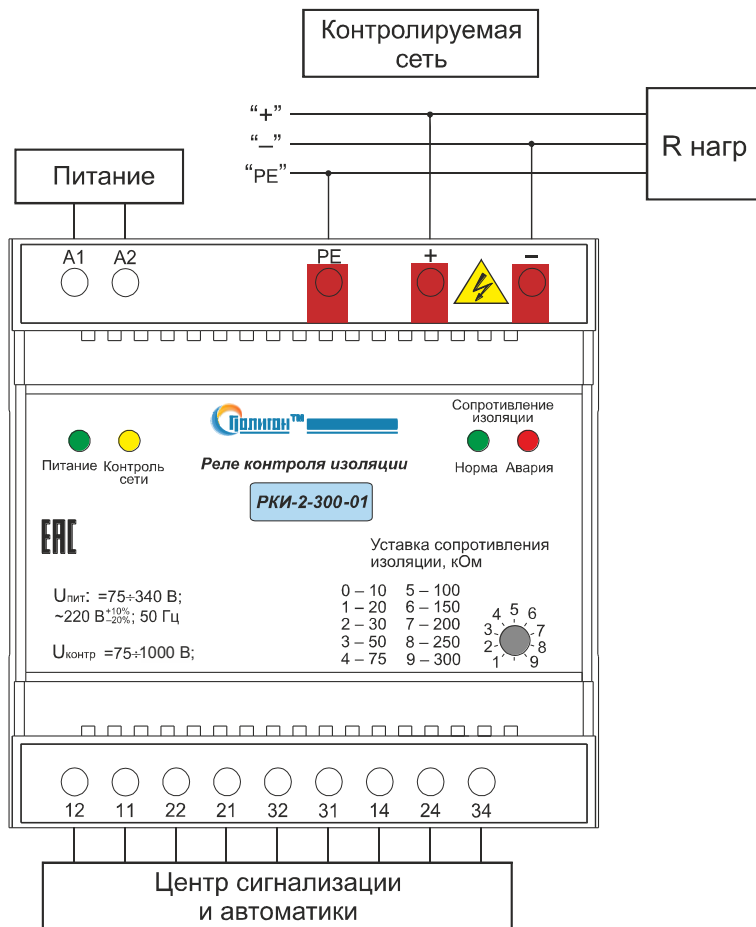 Контролируемая
сеть
“+”
“–”
“PE”
R нагр
Питание
A1 A2 PE + –
Полигон™
Сопротивление
изоляции
Питание Контроль
сети
Норма Авария
Реле контроля изоляции
РКИ-2-300-01
EAC
Уставка сопротивления
изоляции, кОм
0 – 10 5 – 100
1 – 20 6 – 150
2 – 30 7 – 200
3 – 50 8 – 250
4 – 75 9 – 300
1 2 3 4 5 6 7 8 9
Uпит: =75÷340 В;
~220 В +10% –20%; 50 Гц
Uконтр =75÷1000 В;
12 11 22 21 32 31 14 24 34
Центр сигнализации
и автоматики